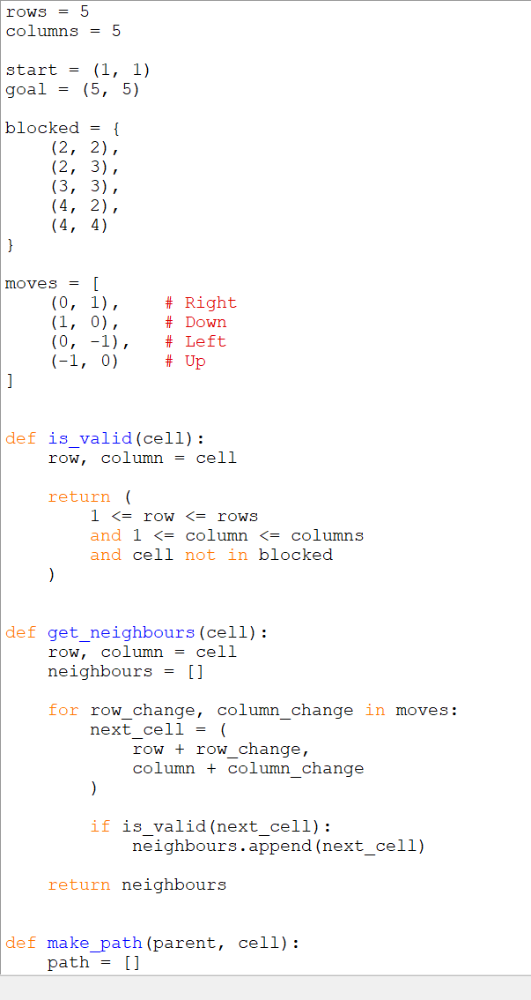 rows = 5
columns = 5

start = (1, 1)
goal = (5, 5)

blocked = {
    (2, 2),
    (2, 3),
    (3, 3),
    (4, 2),
    (4, 4)
}

moves = [
    (0, 1),    # Right
    (1, 0),    # Down
    (0, -1),   # Left
    (-1, 0)    # Up
]


def is_valid(cell):
    row, column = cell

    return (
        1 <= row <= rows
        and 1 <= column <= columns
        and cell not in blocked
    )


def get_neighbours(cell):
    row, column = cell
    neighbours = []

    for row_change, column_change in moves:
        next_cell = (
            row + row_change,
            column + column_change
        )

        if is_valid(next_cell):
            neighbours.append(next_cell)

    return neighbours


def make_path(parent, cell):
    path = []